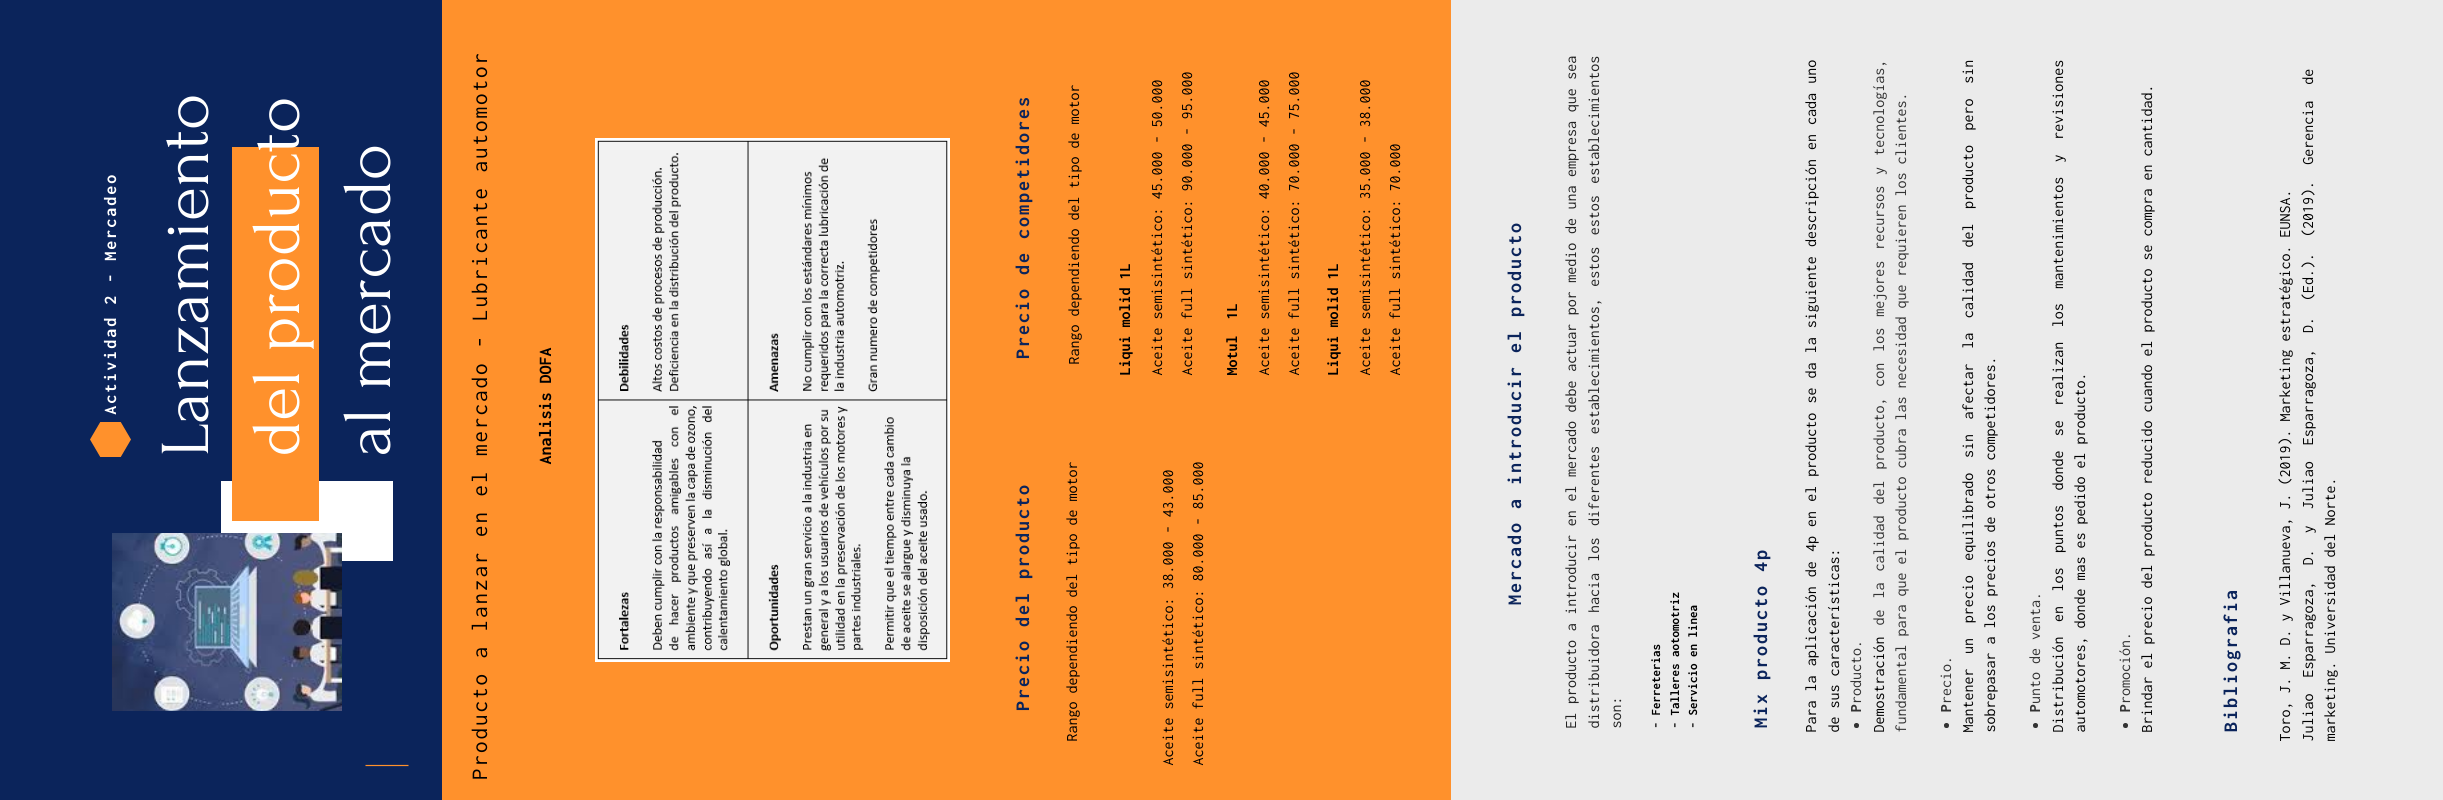 Actividad 2 - Mercadeo
Lanzamiento
del producto
al mercado
Producto a lanzar en el mercado - Lubricante automotor
Analisis DOFA
Fortalezas
Deben cumplir con la responsabilidad
de hacer productos amigables con el
ambiente y que preserven la capa de ozono,
contribuyendo así a la disminución del
calentamiento global.
Debilidades
Altos costos de procesos de producción.
Deficiencia en la distribución del producto.
Oportunidades
Prestan un gran servicio a la industria en
general y a los usuarios de vehículos por su
utilidad en la preservación de los motores y
partes industriales.
Permitir que el tiempo entre cada cambio
de aceite se alargue y disminuya la
disposición del aceite usado.
Amenazas
No cumplir con los estándares mínimos
requeridos para la correcta lubricación de
la industria automotriz.
Gran numero de competidores
Precio del producto
Rango dependiendo del tipo de motor
Aceite semisintético: 38.000 - 43.000
Aceite full sintético: 80.000 - 85.000
Precio de competidores
Rango dependiendo del tipo de motor
Liqui molid 1L
Aceite semisintético: 45.000 - 50.000
Aceite full sintético: 90.000 - 95.000
Motul 1L
Aceite semisintético: 40.000 - 45.000
Aceite full sintético: 70.000 - 75.000
Liqui molid 1L
Aceite semisintético: 35.000 - 38.000
Aceite full sintético: 70.000
Mercado a introducir el producto
El producto a introducir en el mercado debe actuar por medio de una empresa que sea
distribuidora hacia los diferentes establecimientos, estos estos establecimientos
son:
- Ferreterias
- Talleres aotomotriz
- Servicio en linea
Mix producto 4p
Para la aplicación de 4p en el producto se da la siguiente descripción en cada uno
de sus características:
• Producto.
Demostración de la calidad del producto, con los mejores recursos y tecnologías,
fundamental para que el producto cubra las necesidad que requieren los clientes.
• Precio.
Mantener un precio equilibrado sin afectar la calidad del producto pero sin
sobrepasar a los precios de otros competidores.
• Punto de venta.
Distribución en los puntos donde se realizan los mantenimientos y revisiones
automotores, donde mas es pedido el producto.
• Promoción.
Brindar el precio del producto reducido cuando el producto se compra en cantidad.
Bibliografia
Toro, J. M. D. y Villanueva, J. (2019). Marketing estratégico. EUNSA.
Juliao Esparragoza, D. y Juliao Esparragoza, D. (Ed.). (2019). Gerencia de
marketing. Universidad del Norte.